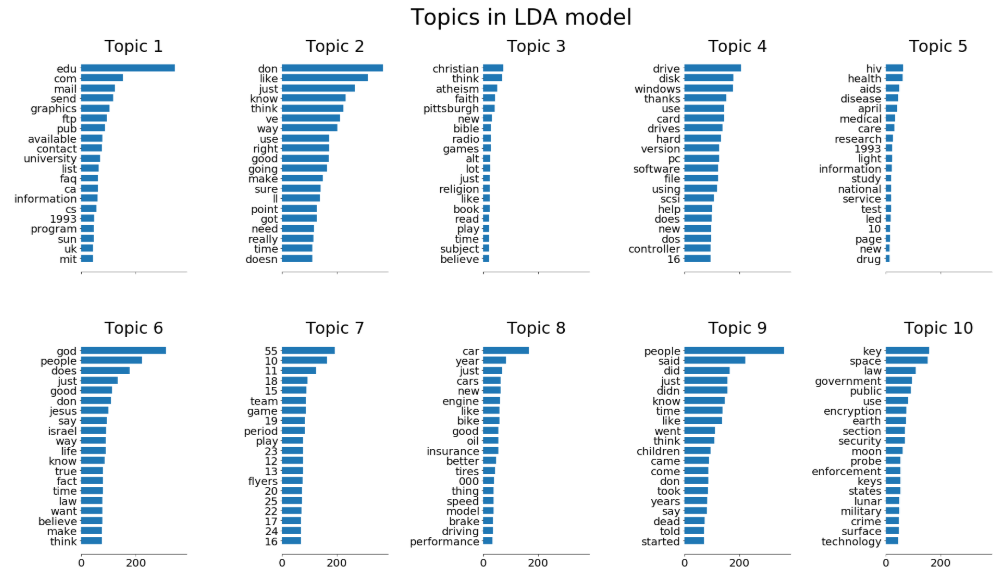 Topics in LDA model
Topic 1
edu
com
mail
send
graphics
ftp
pub
available
contact
university
list
faq
ca
information
cs
1993
program
sun
uk
mit
Topic 2
don
like
just
know
think
ve
way
use
right
good
going
make
sure
ll
point
got
need
really
time
doesn
Topic 3
christian
think
atheism
faith
pittsburgh
new
bible
radio
games
alt
lot
just
religion
like
book
read
play
time
subject
believe
Topic 4
drive
disk
windows
thanks
use
card
drives
hard
version
pc
software
file
using
scsi
help
does
new
dos
controller
16
Topic 5
hiv
health
aids
disease
april
medical
care
research
1993
light
information
study
national
service
test
led
10
page
new
drug
Topic 6
god
people
does
just
good
don
jesus
say
israel
way
life
know
true
fact
time
law
want
believe
make
think
0 200
Topic 7
55
10
11
18
15
team
game
19
period
play
23
12
13
flyers
20
25
22
17
24
16
0 200
Topic 8
car
year
just
cars
new
engine
like
bike
good
oil
insurance
better
tires
000
thing
speed
model
brake
driving
performance
0 200
Topic 9
people
said
did
just
didn
know
time
like
went
think
children
came
come
don
took
years
say
dead
told
started
0 200
Topic 10
key
space
law
government
public
use
encryption
earth
section
security
moon
probe
enforcement
keys
states
lunar
military
crime
surface
technology
0 200